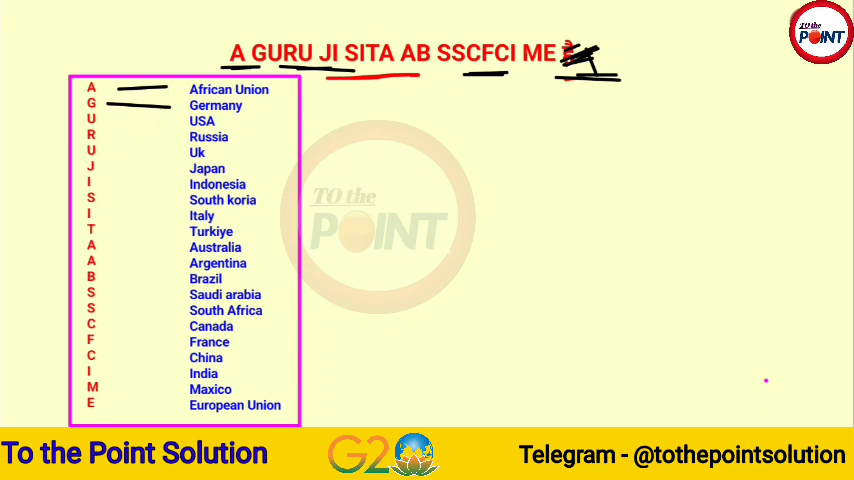 A GURU JI SITA AB SSCFCI ME
TO the
POINT
A African Union
G Germany
U USA
R Russia
U Uk
J Japan
I Indonesia
S South koria
I Italy
T Turkiye
A Australia
A Argentina
B Brazil
S Saudi arabia
S South Africa
C Canada
F France
C China
I India
M Maxico
E European Union
TO the
POINT
To the Point Solution
G20
Telegram - @tothepointsolution